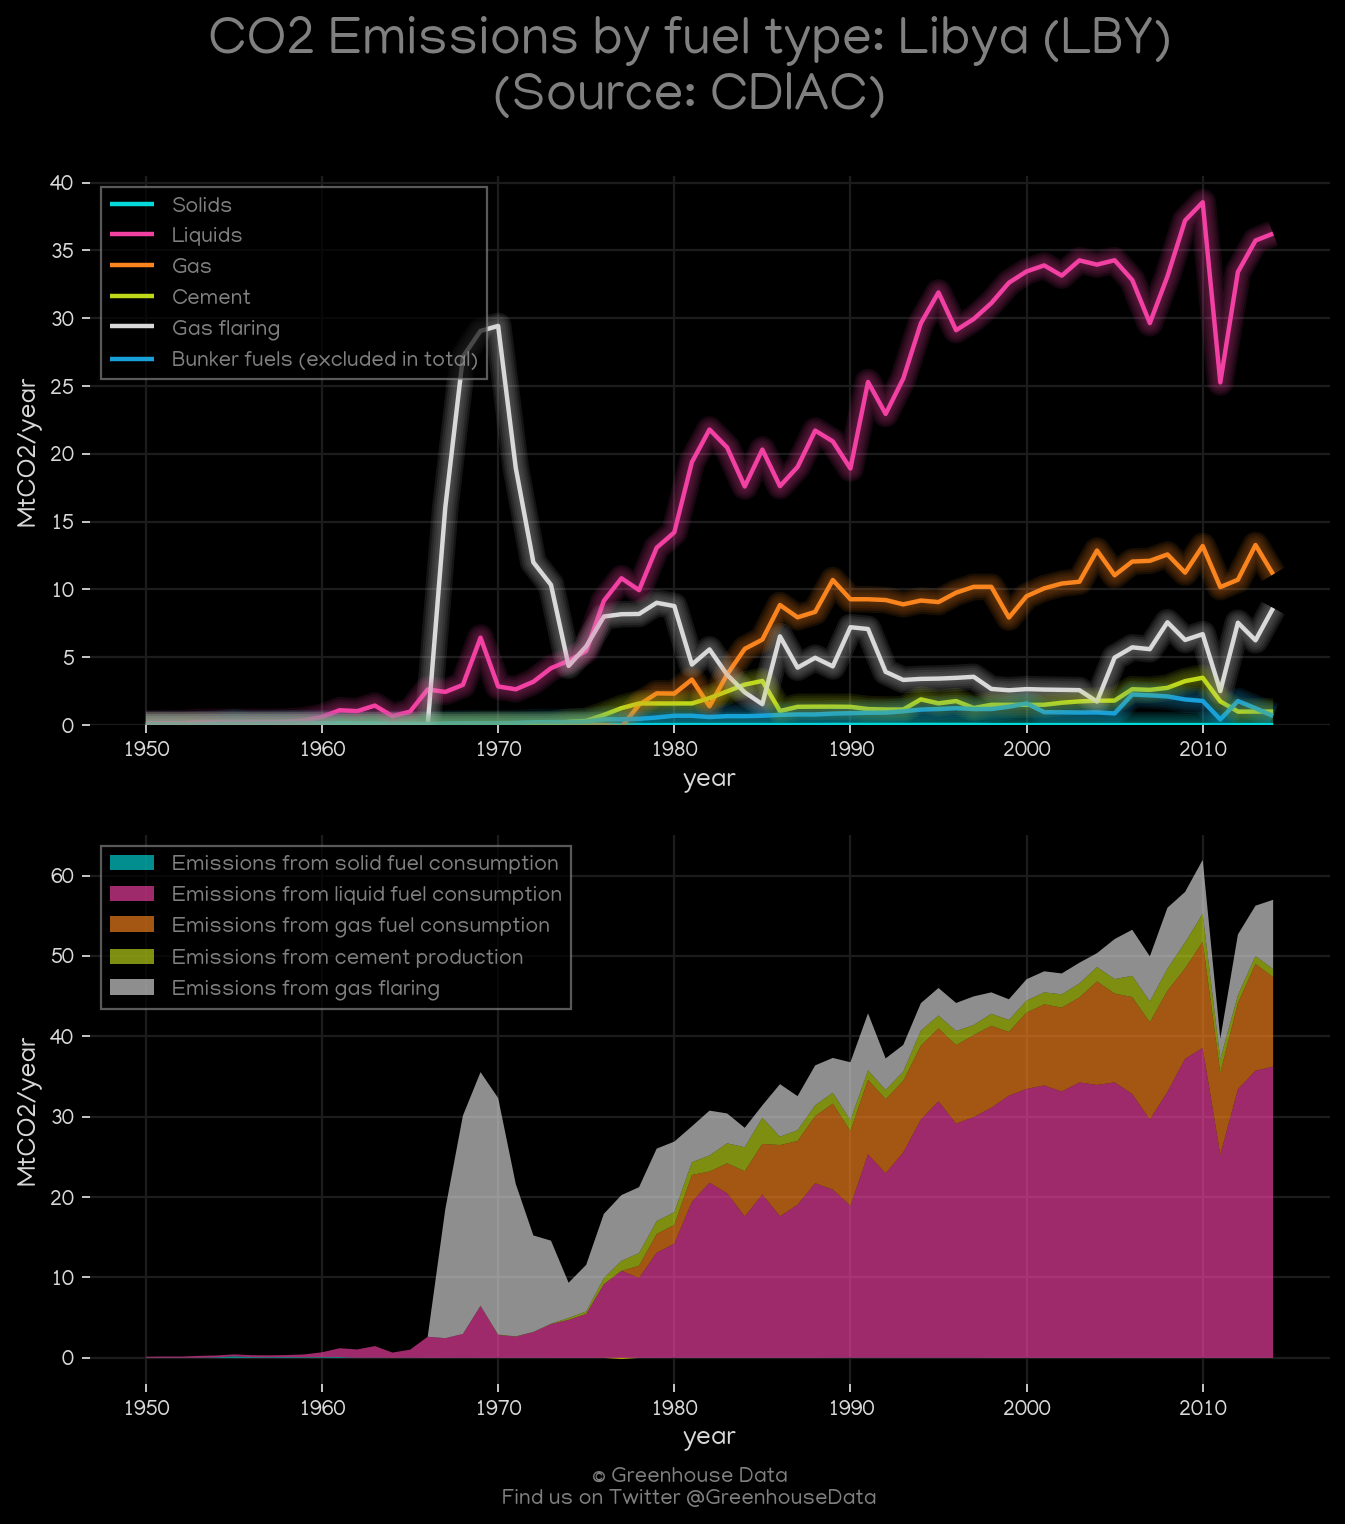 CO2 Emissions by fuel type: Libya (LBY)
(Source: CDIAC)
MtCO2/year
40
35
30
25
20
15
10
5
0
Solids
Liquids
Gas
Cement
Gas flaring
Bunker fuels (excluded in total)
1950 1960 1970 1980 1990 2000 2010
year
MtCO2/year
60
50
40
30
20
10
0
Emissions from solid fuel consumption
Emissions from liquid fuel consumption
Emissions from gas fuel consumption
Emissions from cement production
Emissions from gas flaring
1950 1960 1970 1980 1990 2000 2010
year
© Greenhouse Data
Find us on Twitter @GreenhouseData